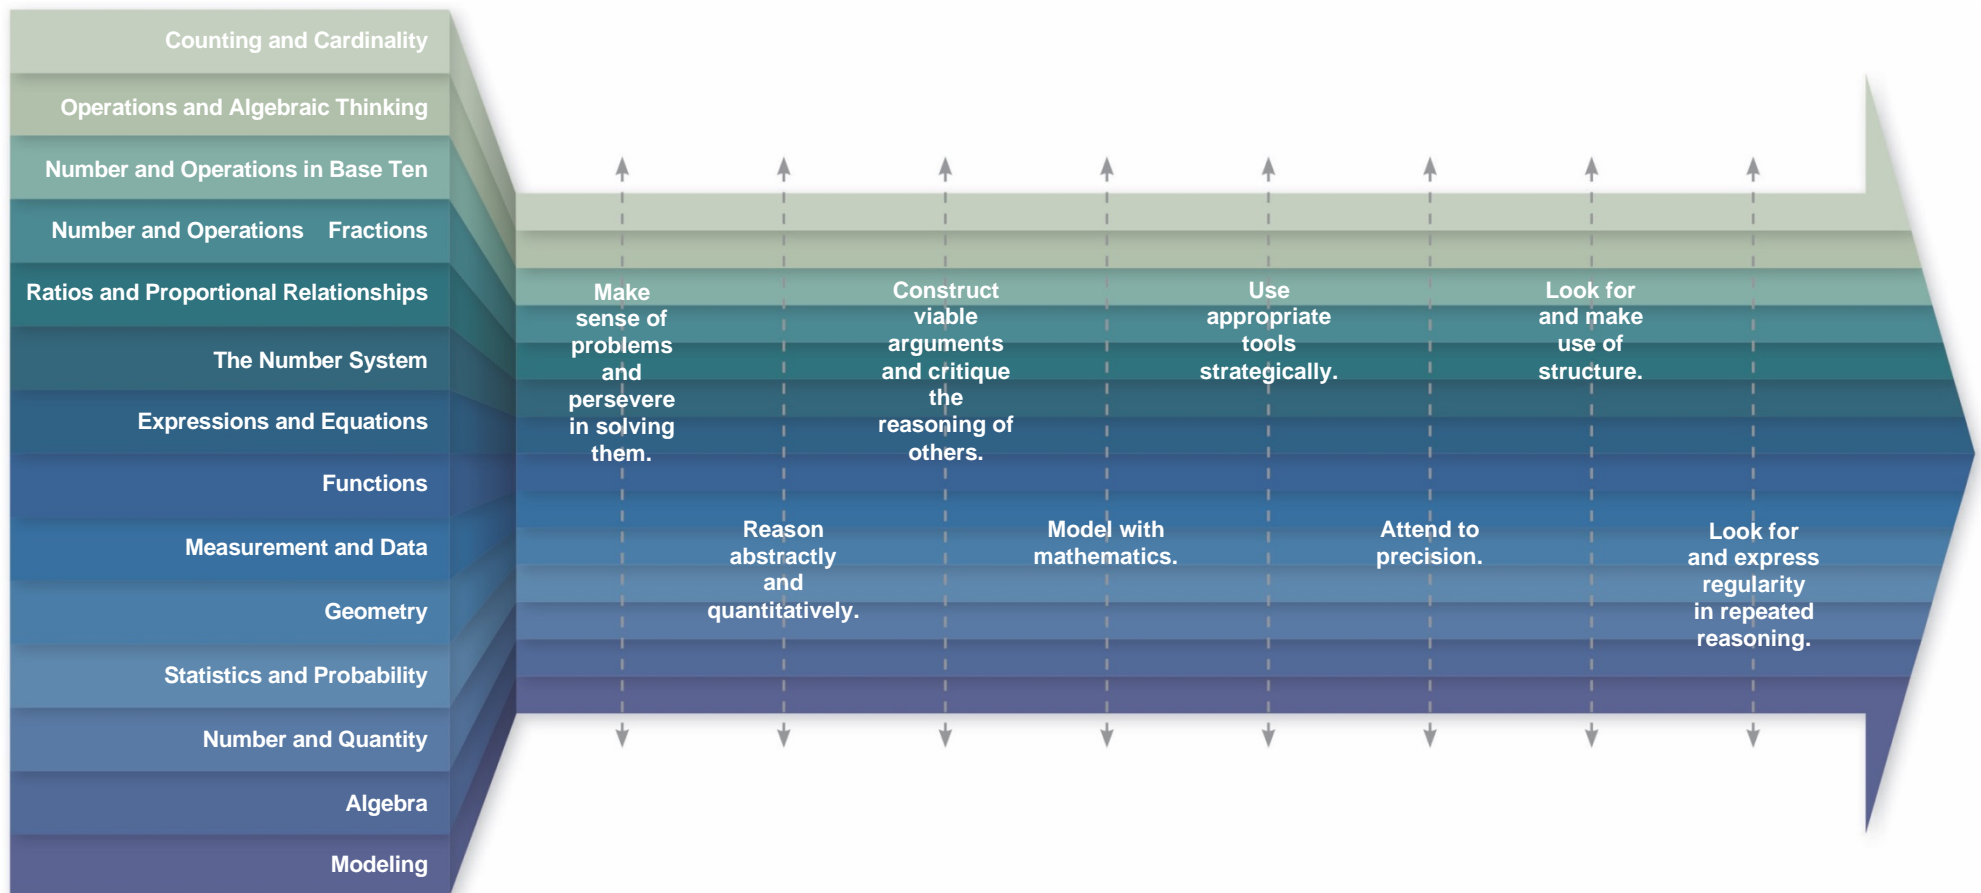 Counting and Cardinality
Operations and Algebraic Thinking
Number and Operations in Base Ten
Number and Operations Fractions
Ratios and Proportional Relationships
The Number System
Expressions and Equations
Functions
Measurement and Data
Geometry
Statistics and Probability
Number and Quantity
Algebra
Modeling
Make
sense of
problems
and
persevere
in solving
them.
Reason
abstractly
and
quantitatively.
Construct
viable
arguments
and critique
the
reasoning of
others.
Model with
mathematics.
Use
appropriate
tools
strategically.
Attend to
precision.
Look for
and make
use of
structure.
Look for
and express
regularity
in repeated
reasoning.